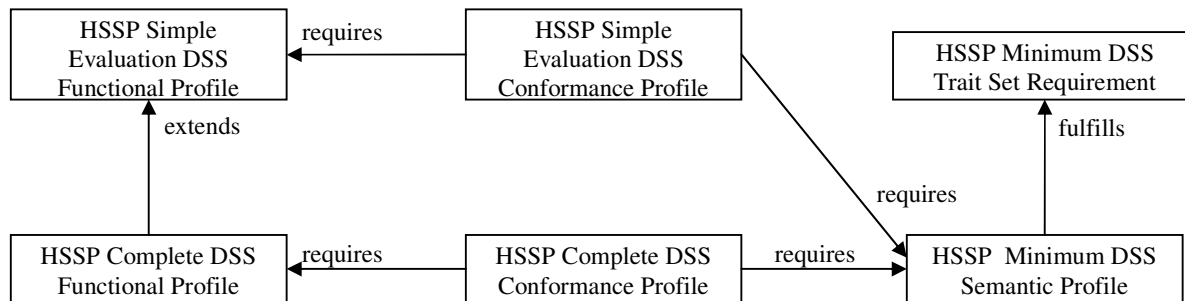 HSSP Simple
Evaluation DSS
Functional Profile
requires
HSSP Simple
Evaluation DSS
Conformance Profile
HSSP Minimum DSS
Trait Set Requirement
extends
fulfills
requires
HSSP Complete DSS
Functional Profile
requires
HSSP Complete DSS
Conformance Profile
requires
HSSP Minimum DSS
Semantic Profile